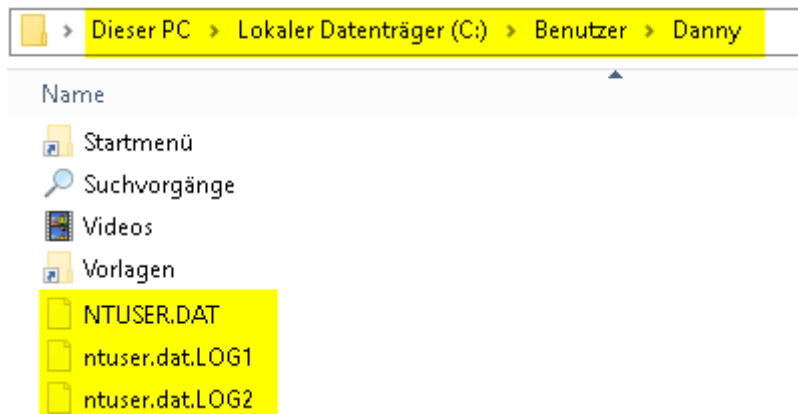 Dieser PC > Lokaler Datenträger (C:) > Benutzer > Danny
Name
Startmenü
Suchvorgänge
Videos
Vorlagen
NTUSER.DAT
ntuser.dat.LOG1
ntuser.dat.LOG2